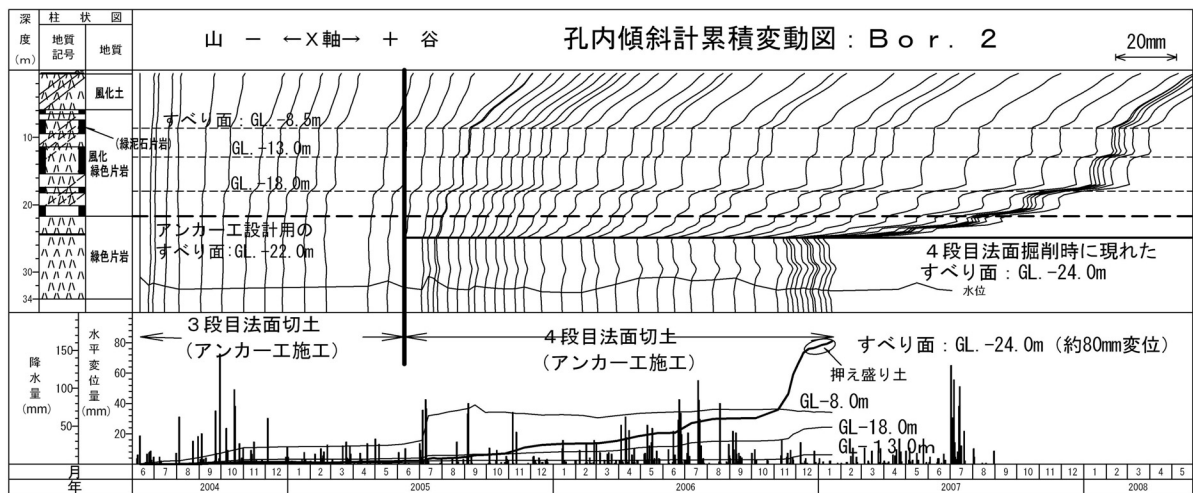 深度(m)
柱状図
地質記号
地質
山 － ←Ｘ軸→ ＋ 谷
孔内傾斜計累積変動図：Ｂｏｒ．２
20mm
風化土
(緑泥石片岩)
風化
緑色片岩
緑色片岩
10
20
30
34
すべり面：GL.-8.5m
GL.-13.0m
GL.-18.0m
アンカー工設計用の
すべり面:GL.-22.0m
４段目法面掘削時に現れた
すべり面：GL.-24.0m
水位
３段目法面切土
(アンカー工施工)
４段目法面切土
(アンカー工施工)
すべり面：GL.-24.0m (約80mm変位)
押え盛り土
GL-8.0m
GL-18.0m
GL-13.0m
降水量(mm)
150
100
50
水平変位量(mm)
80
60
40
20
月
6 7 8 9 10 11 12 1 2 3 4 5 6 7 8 9 10 11 12 1 2 3 4 5 6 7 8 9 10 11 12 1 2 3 4 5 6 7 8 9 10 11 12 1 2 3 4 5
年
2004 2005 2006 2007 2008